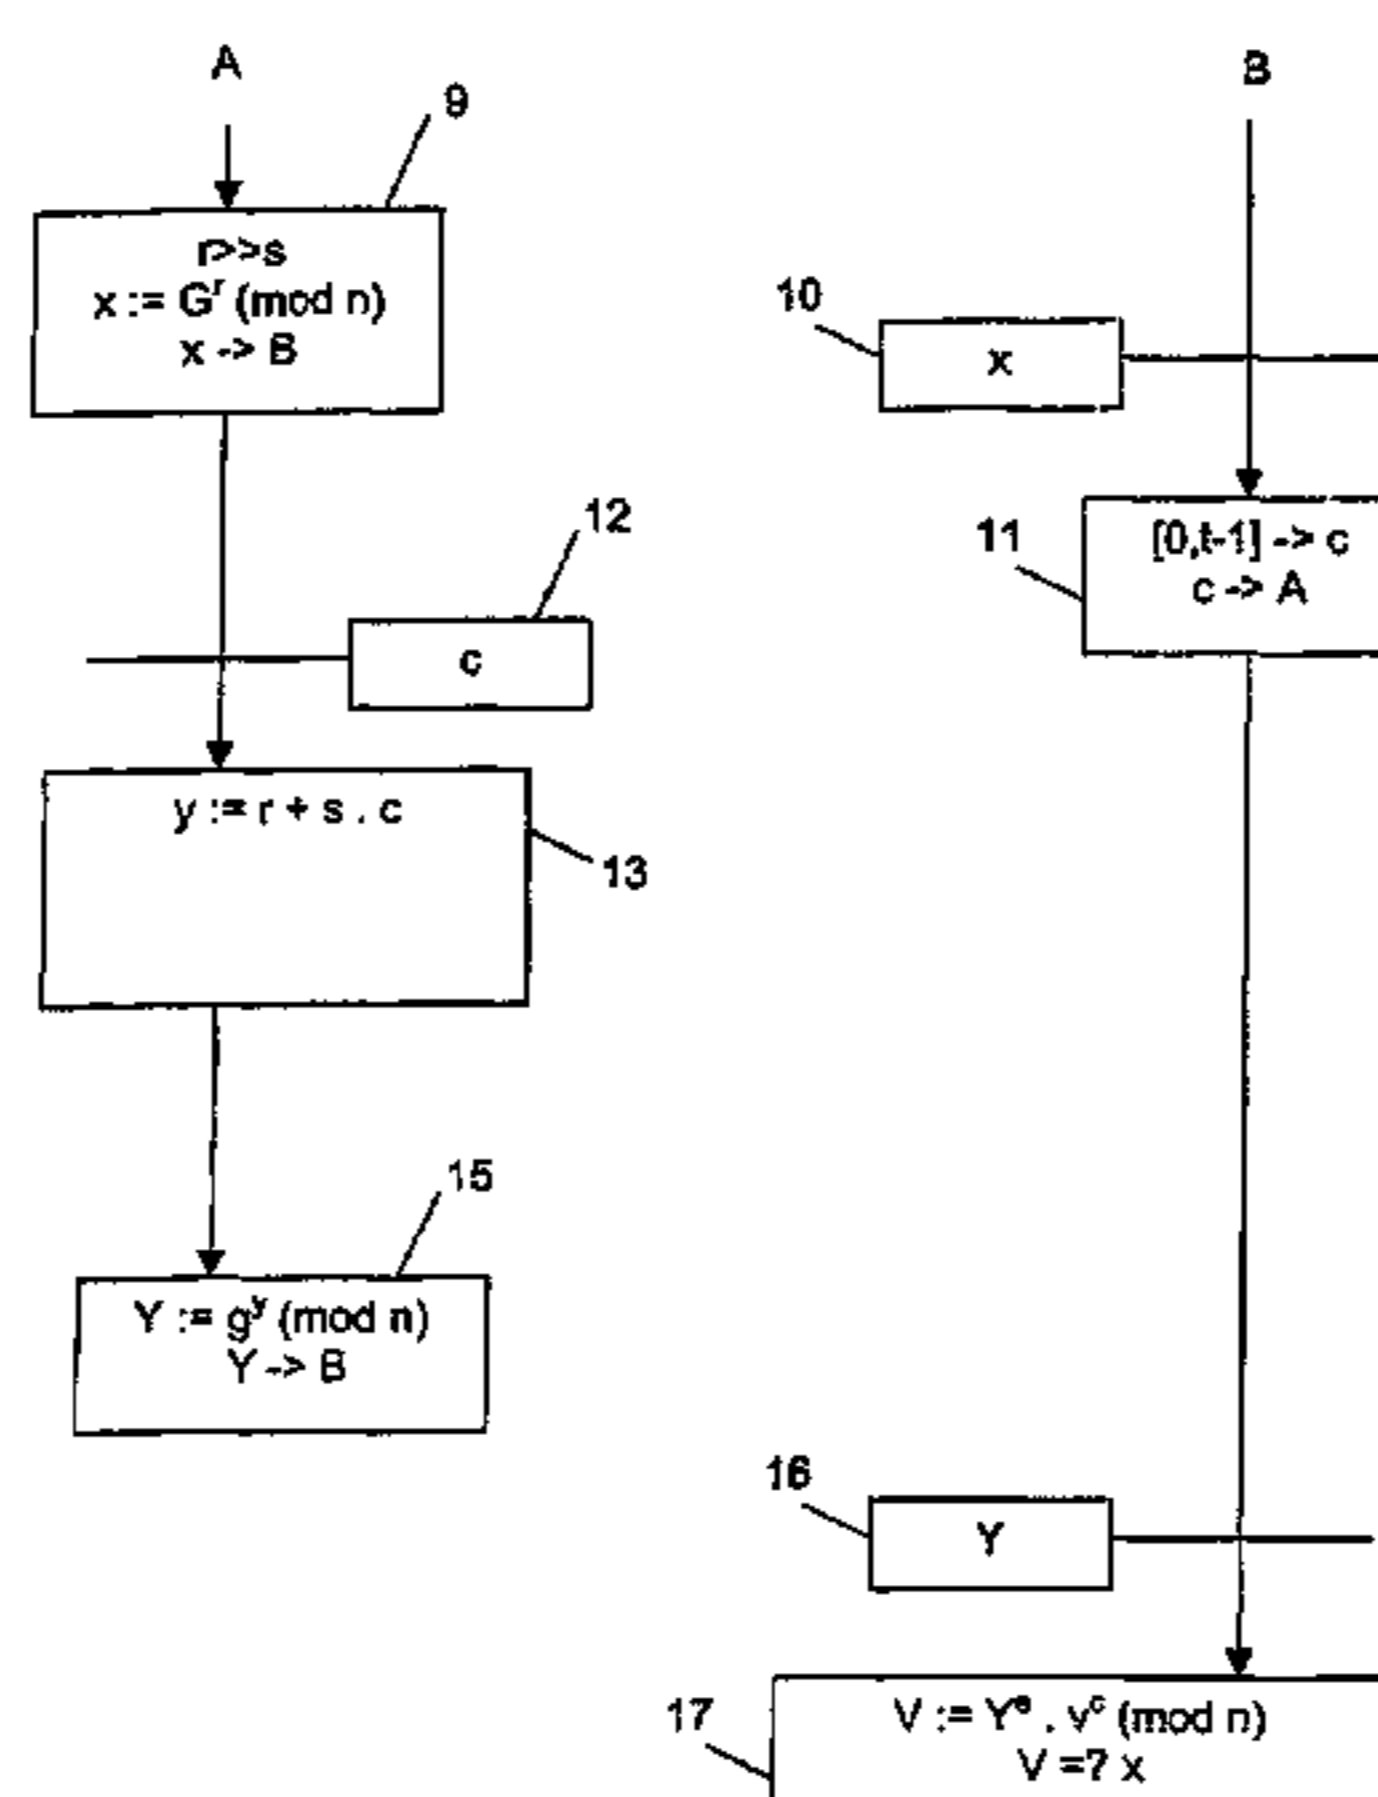 A
B
9
r>>s
x := G^r (mod n)
x -> B
10
x
12
11
[0,t-1] -> c
c -> A
c
y := r + s . c
13
15
Y := g^y (mod n)
Y -> B
16
Y
17
V := Y^e . v^c (mod n)
V =? x